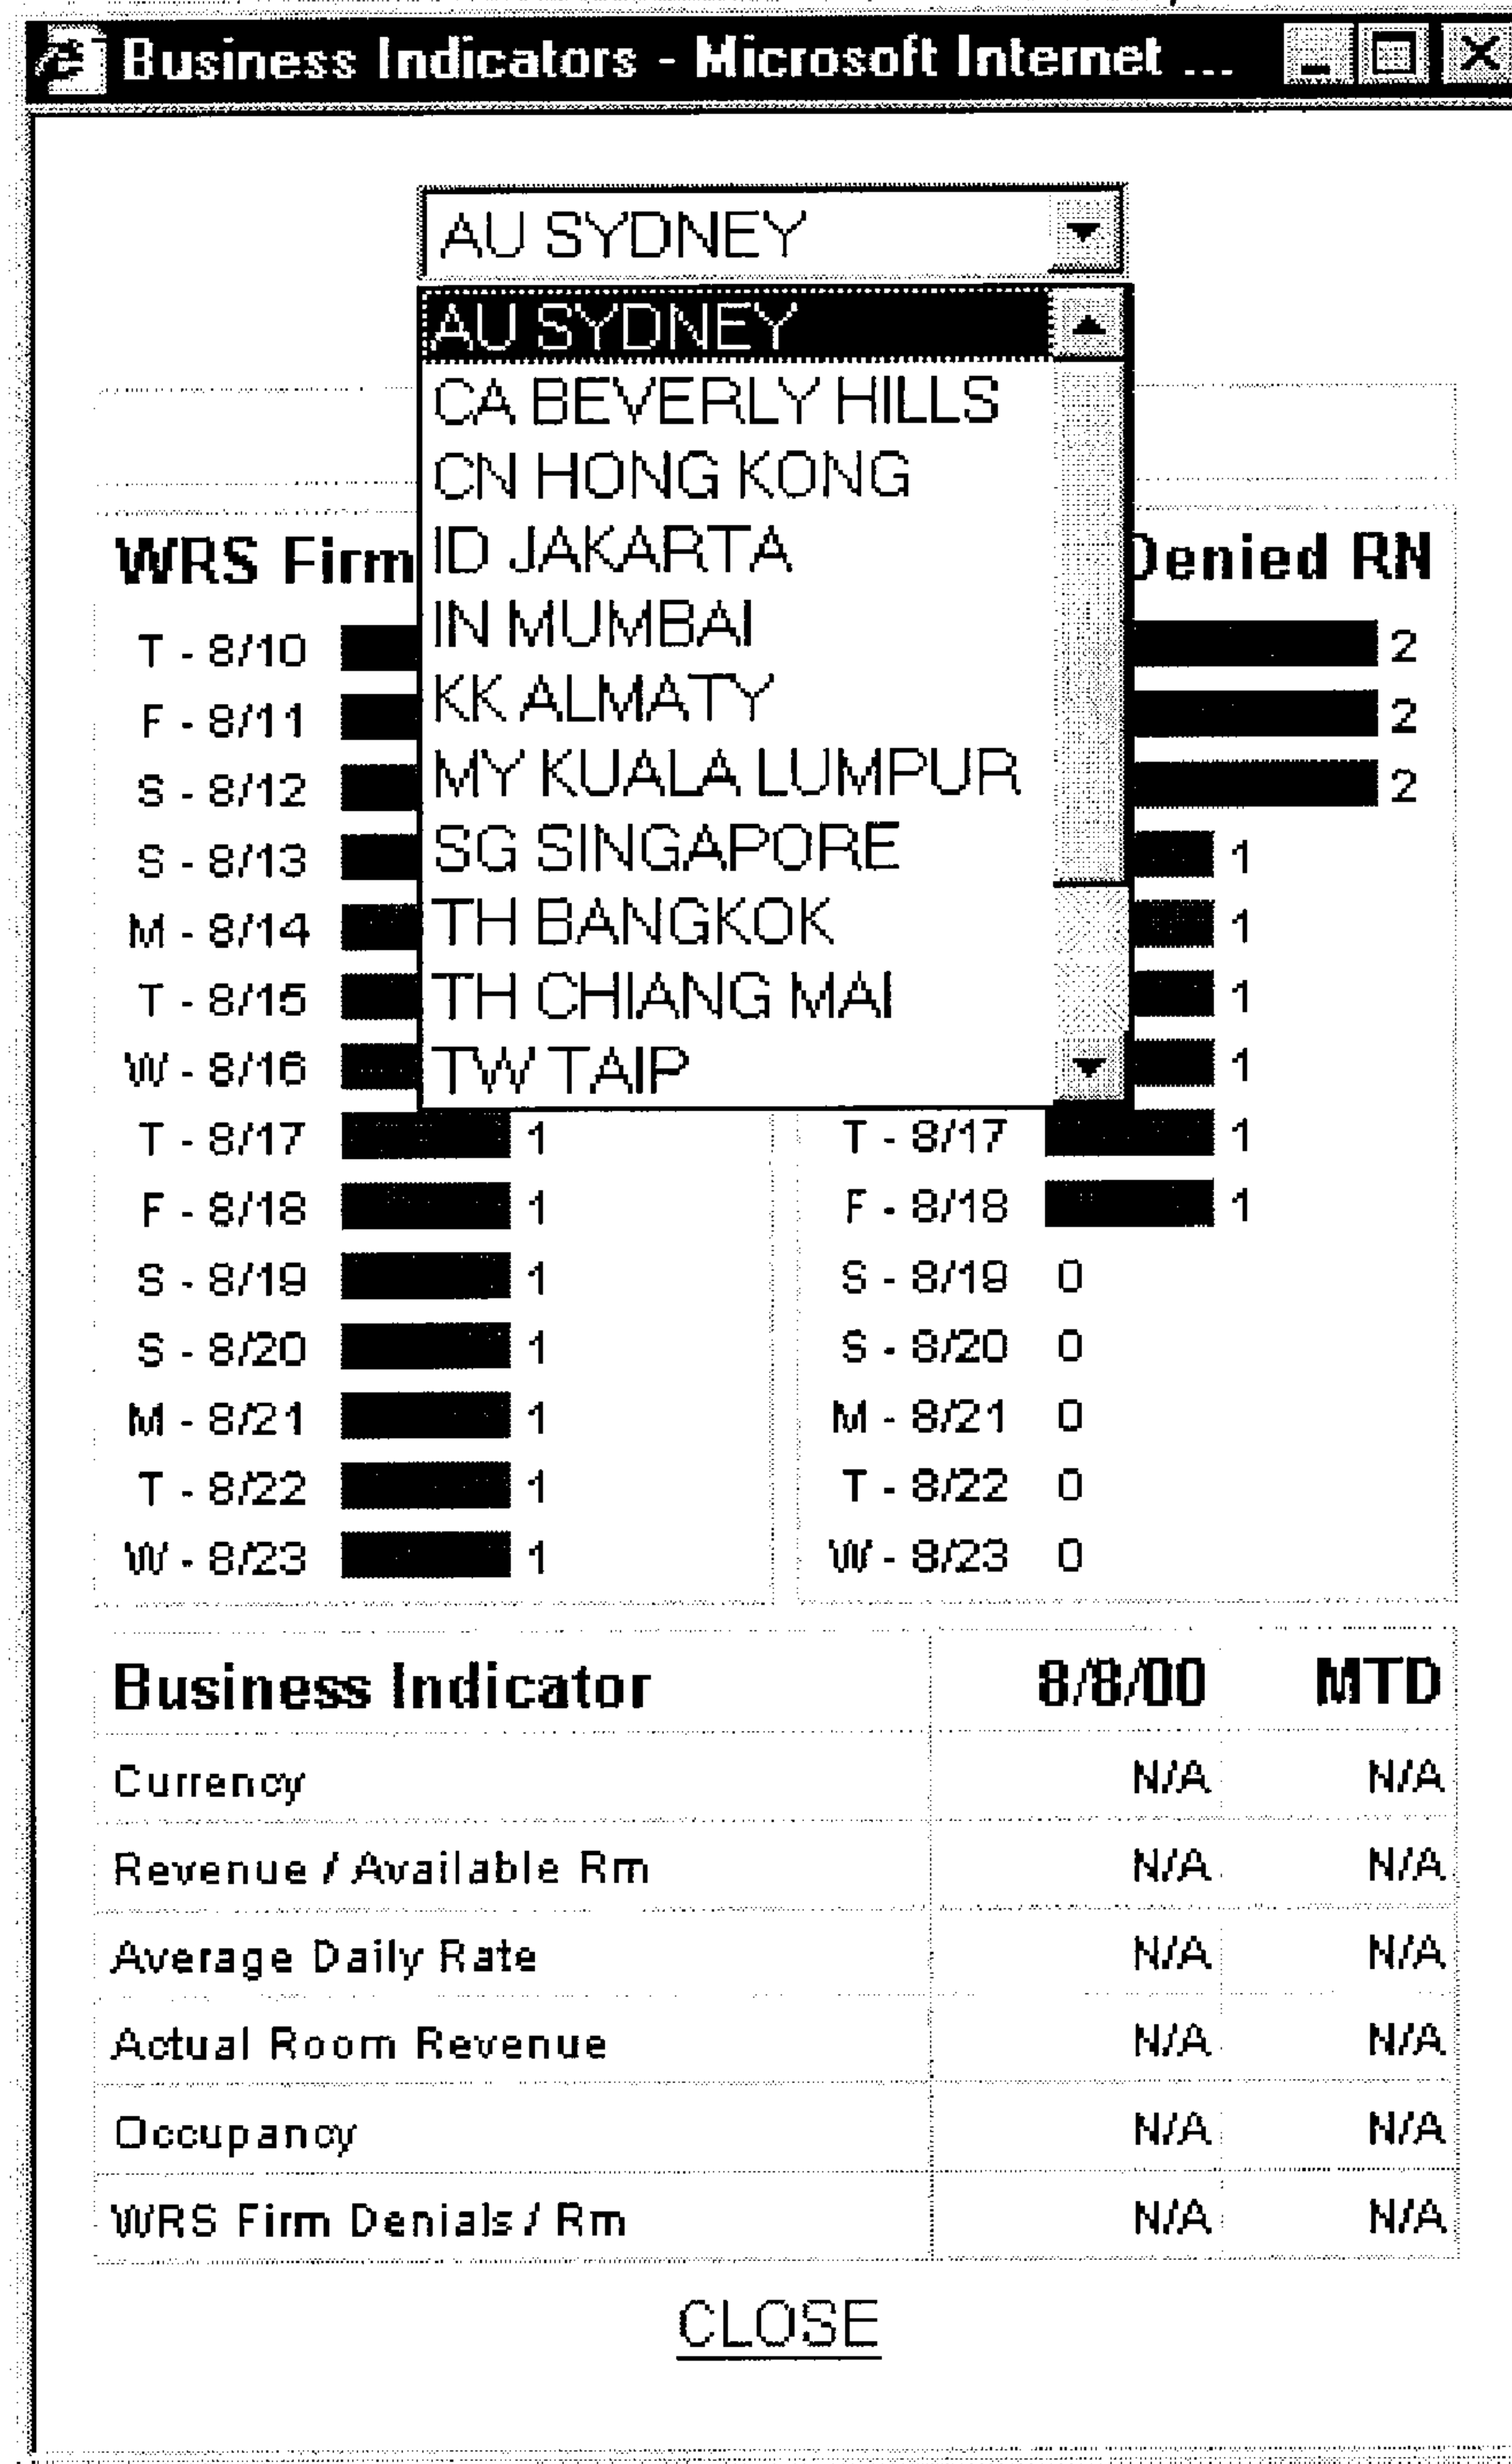 Business Indicators - Microsoft Internet ...
AU SYDNEY
AU SYDNEY
CA BEVERLY HILLS
CN HONG KONG
ID JAKARTA
IN MUMBAI
KK ALMATY
MY KUALA LUMPUR
SG SINGAPORE
TH BANGKOK
TH CHIANG MAI
TW TAIP
WRS Firm
T - 8/10
F - 8/11
S - 8/12
S - 8/13
M - 8/14
T - 8/15
W - 8/16
T - 8/17 1
F - 8/18 1
S - 8/19 1
S - 8/20 1
M - 8/21 1
T - 8/22 1
W - 8/23 1
Denied RN
2
2
2
1
1
1
1
T - 8/17 1
F - 8/18 1
S - 8/19 0
S - 8/20 0
M - 8/21 0
T - 8/22 0
W - 8/23 0
Business Indicator 8/8/00 MTD
Currency N/A N/A
Revenue / Available Rm N/A N/A
Average Daily Rate N/A N/A
Actual Room Revenue N/A N/A
Occupancy N/A N/A
WRS Firm Denials / Rm N/A N/A
CLOSE